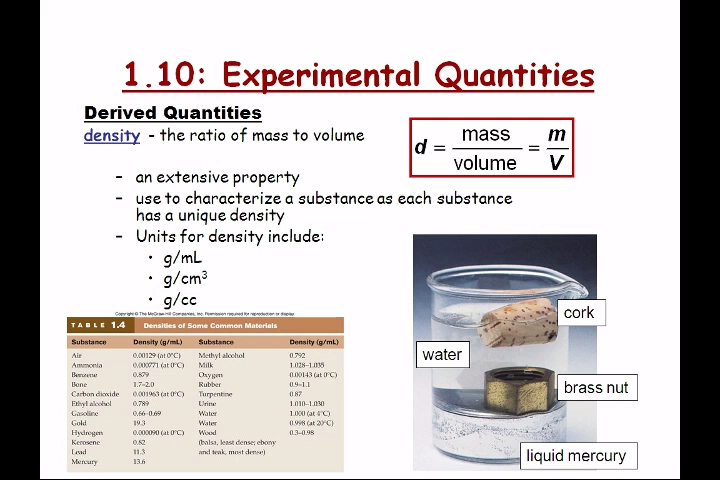 1.10: Experimental Quantities
Derived Quantities
density - the ratio of mass to volume
d = mass / volume = m / V
– an extensive property
– use to characterize a substance as each substance
has a unique density
– Units for density include:
• g/mL
• g/cm³
• g/cc
Copyright © The McGraw-Hill Companies, Inc. Permission required for reproduction or display.
TABLE 1.4 Densities of Some Common Materials
Substance Density (g/mL) Substance Density (g/mL)
Air 0.00129 (at 0°C) Methyl alcohol 0.792
Ammonia 0.000771 (at 0°C) Milk 1.028–1.035
Benzene 0.879 Oxygen 0.00143 (at 0°C)
Bone 1.7–2.0 Rubber 0.9–1.1
Carbon dioxide 0.001963 (at 0°C) Turpentine 0.87
Ethyl alcohol 0.789 Urine 1.010–1.030
Gasoline 0.66–0.69 Water 1.000 (at 4°C)
Gold 19.3 Water 0.998 (at 20°C)
Hydrogen 0.000090 (at 0°C) Wood 0.3–0.98
Kerosene 0.82 (balsa, least dense; ebony
Lead 11.3 and teak, most dense)
Mercury 13.6
cork
water
brass nut
liquid mercury